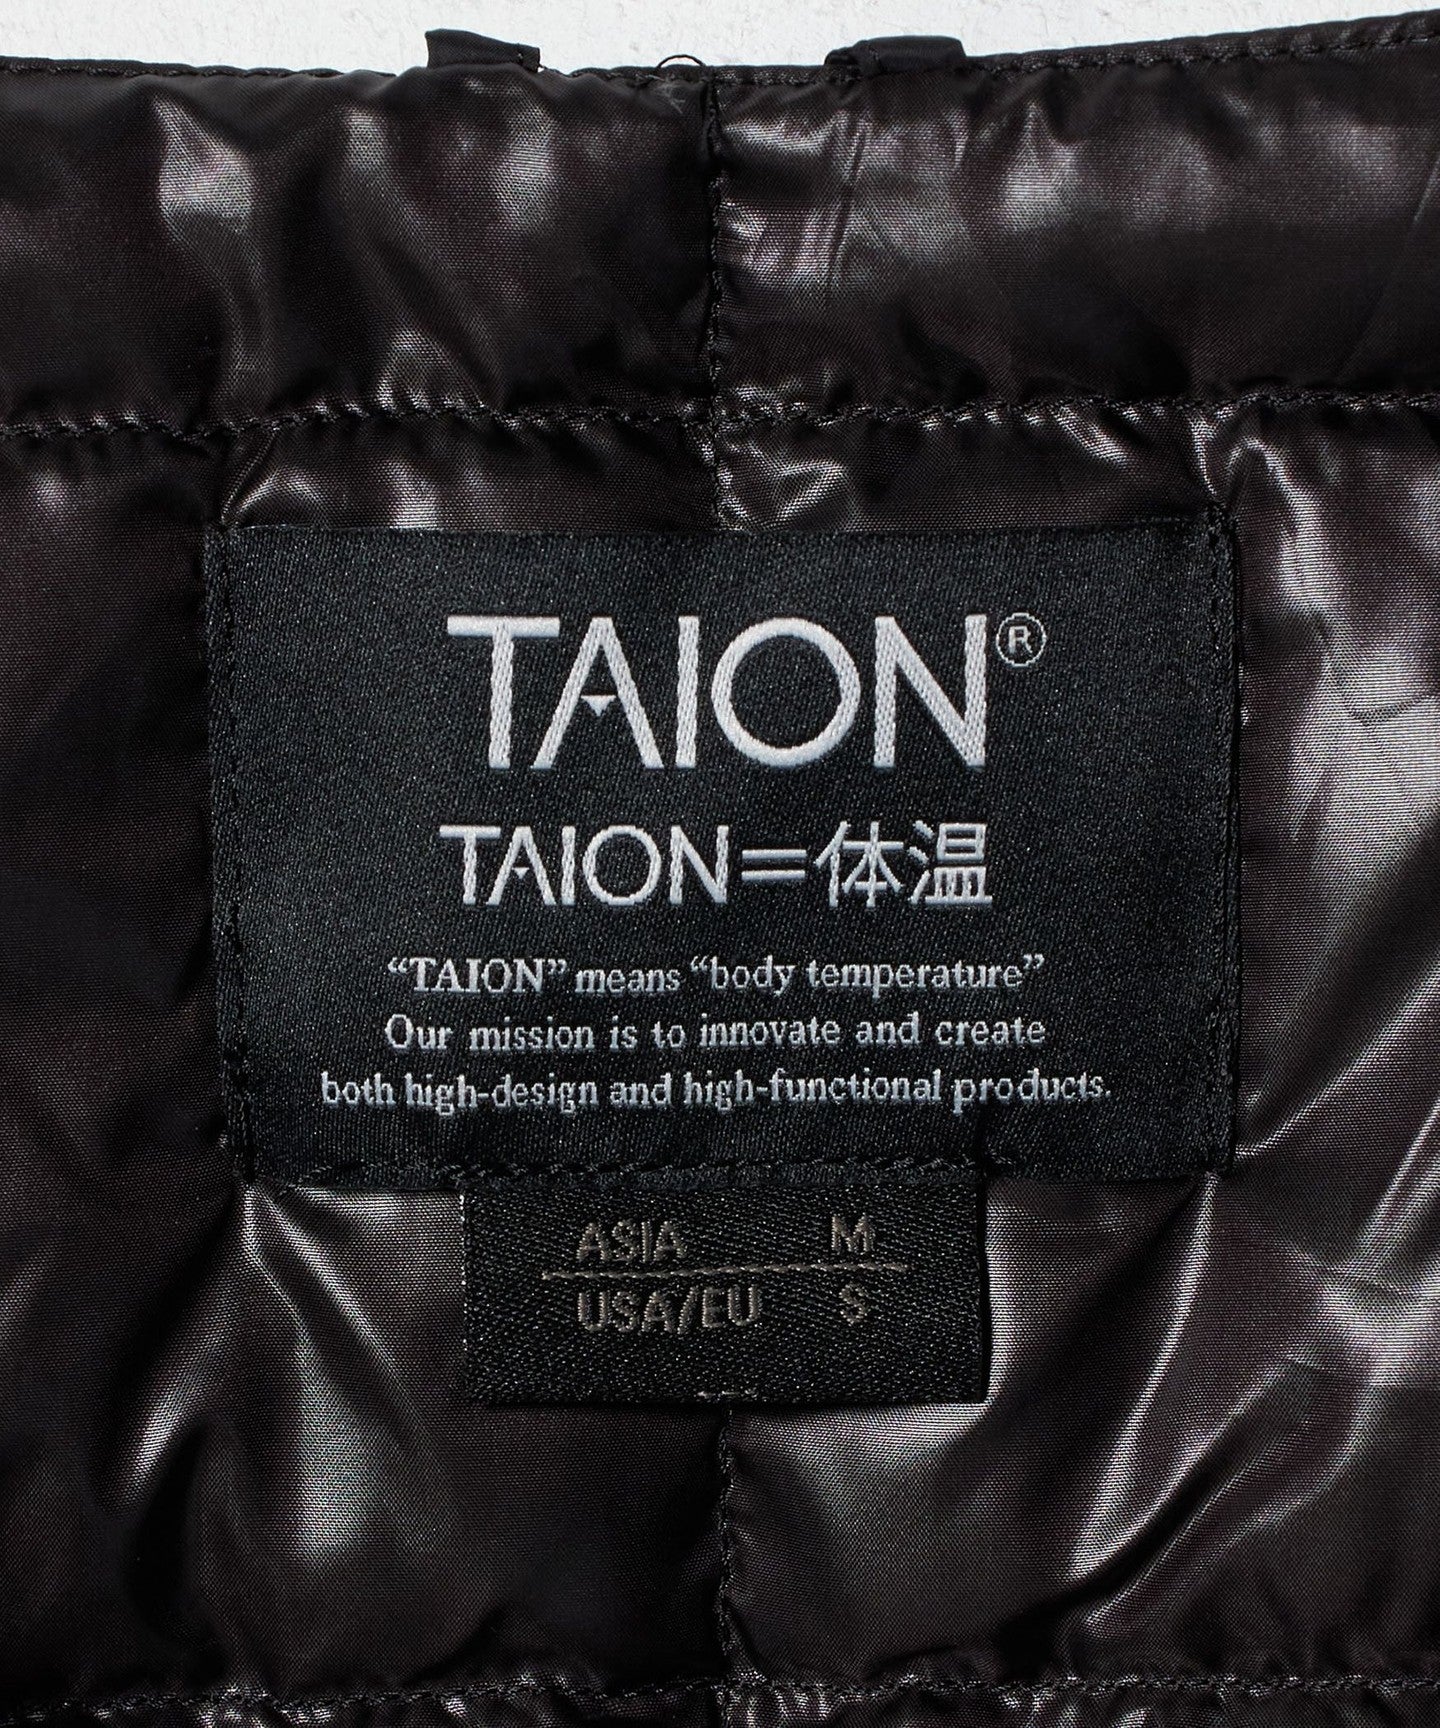 TAION®
TAION=体温
“TAION” means “body temperature”
Our mission is to innovate and create
both high-design and high-functional products.
ASIA M
USA/EU S